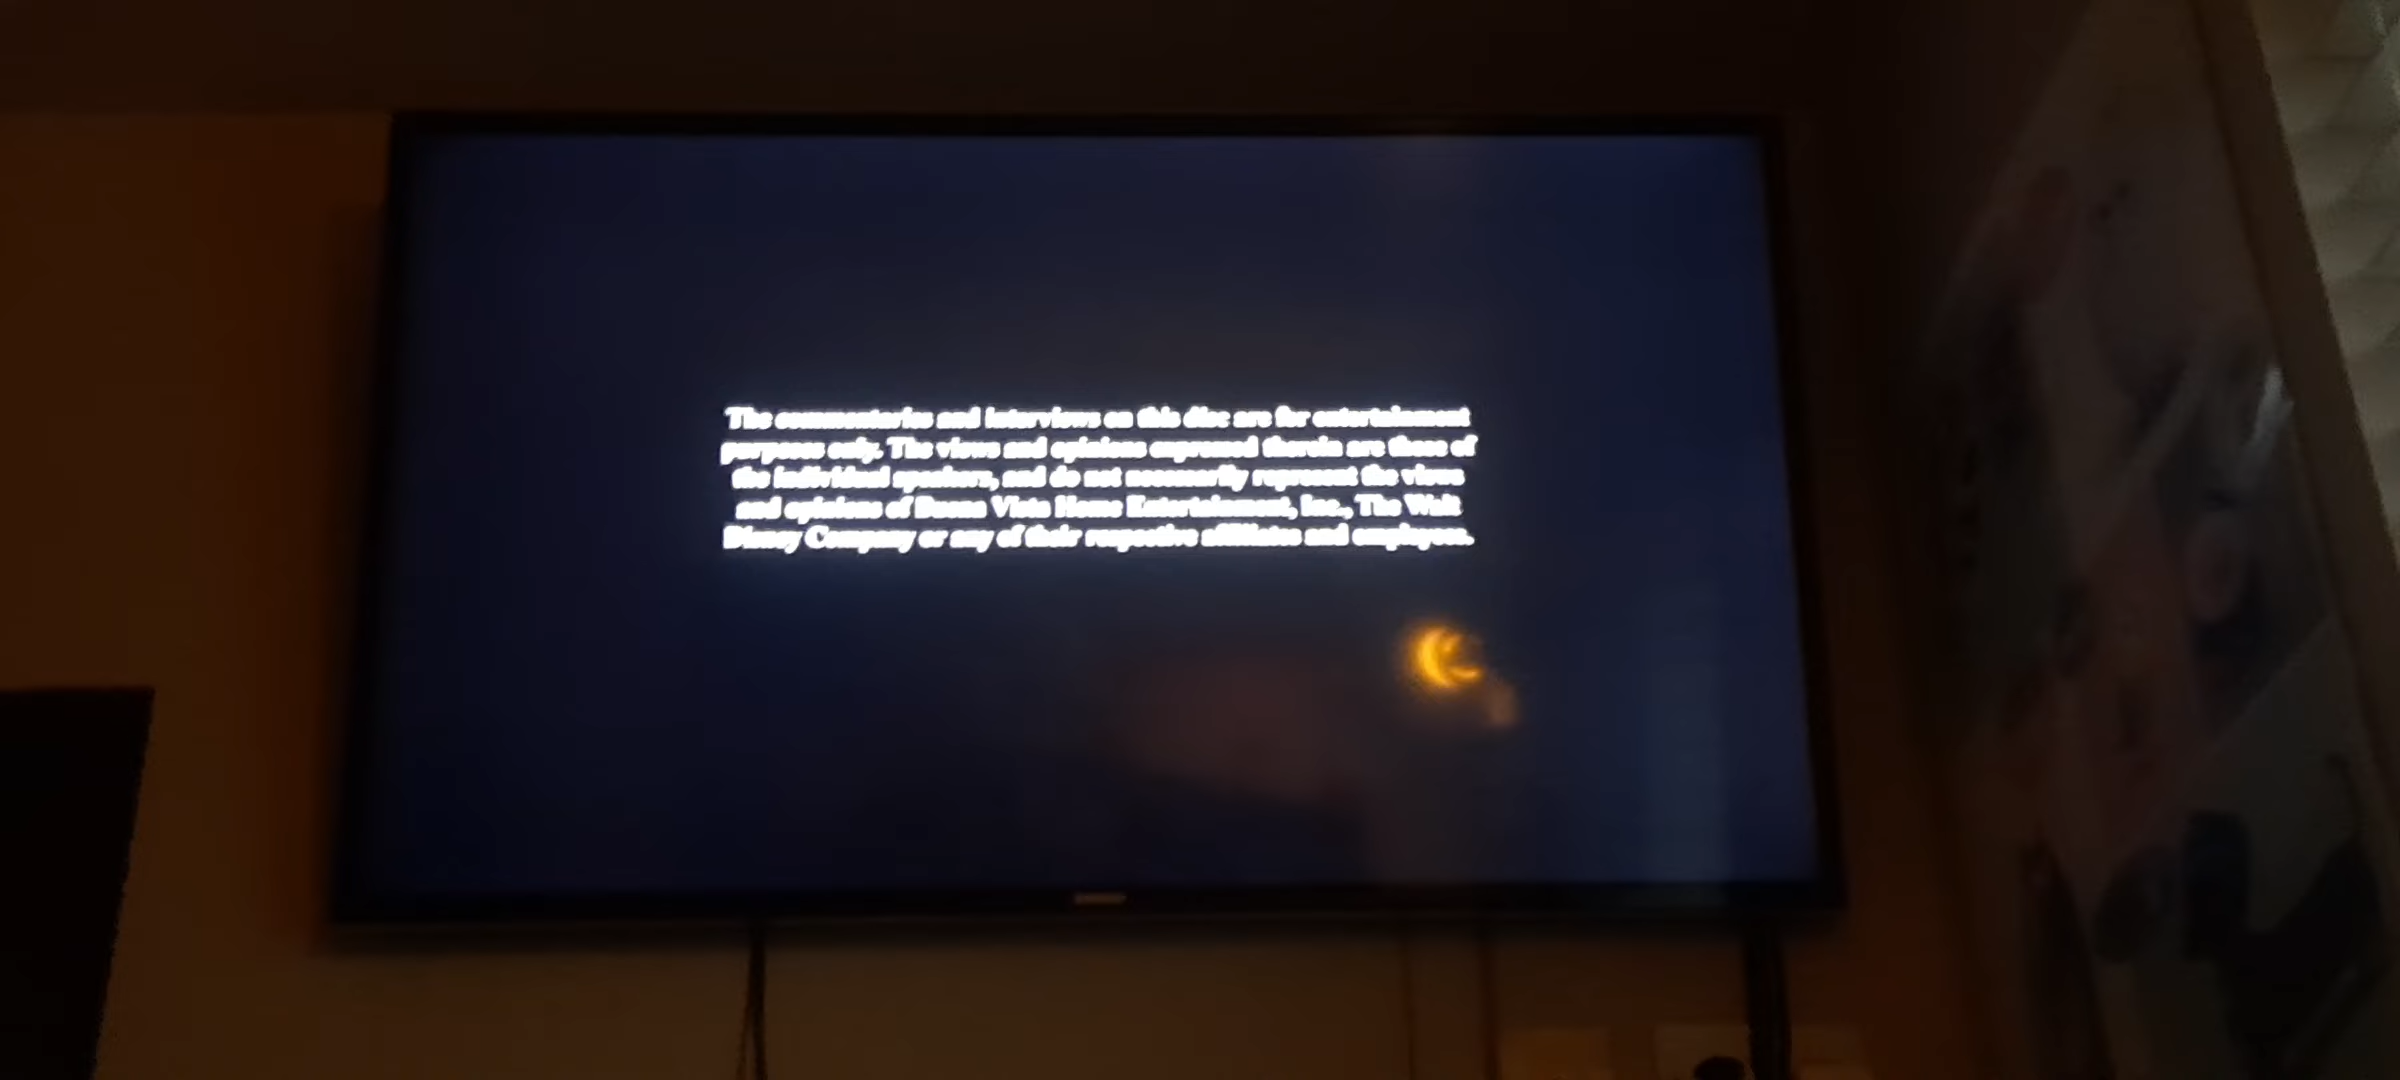 The commentaries and interviews on this disc are for entertainment
purposes only. The views and opinions expressed therein are those of
the individual speakers, and do not necessarily represent the views
and opinions of Buena Vista Home Entertainment, Inc., The Walt
Disney Company or any of their respective affiliates and employees.